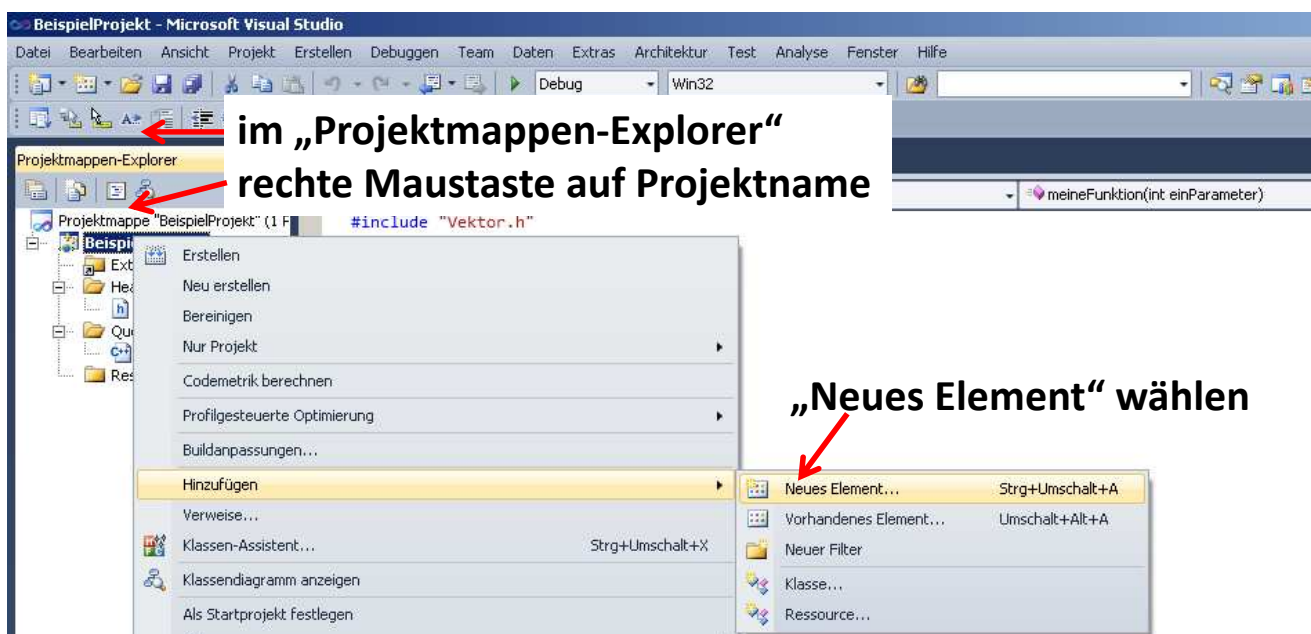 BeispielProjekt - Microsoft Visual Studio
Datei Bearbeiten Ansicht Projekt Erstellen Debuggen Team Daten Extras Architektur Test Analyse Fenster Hilfe
Debug Win32
im „Projektmappen-Explorer“
rechte Maustaste auf Projektname
Projektmappen-Explorer
meineFunktion(int einParameter)
Projektmappe "BeispielProjekt" (1
#include "Vektor.h"
Erstellen
Neu erstellen
Bereinigen
Nur Projekt
Codemetrik berechnen
Profilgesteuerte Optimierung
Buildanpassungen...
„Neues Element“ wählen
Hinzufügen
Neues Element... Strg+Umschalt+A
Verweise...
Vorhandenes Element... Umschalt+Alt+A
Klassen-Assistent... Strg+Umschalt+X
Neuer Filter
Klassendiagramm anzeigen
Klasse...
Als Startprojekt festlegen
Ressource...